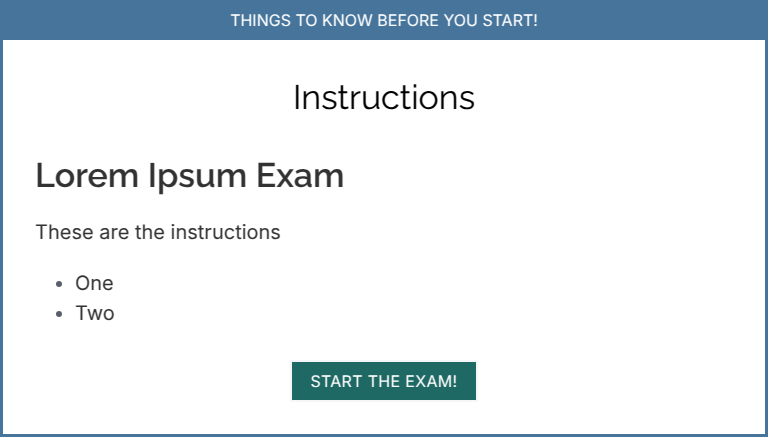 THINGS TO KNOW BEFORE YOU START!
Instructions
Lorem Ipsum Exam
These are the instructions
• One
• Two
START THE EXAM!